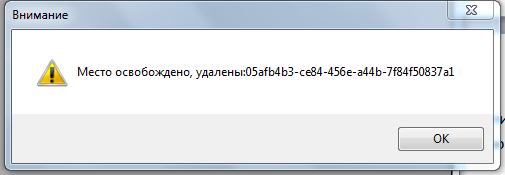 Внимание
Место освобождено, удалены:05afb4b3-ce84-456e-a44b-7f84f50837a1
OK